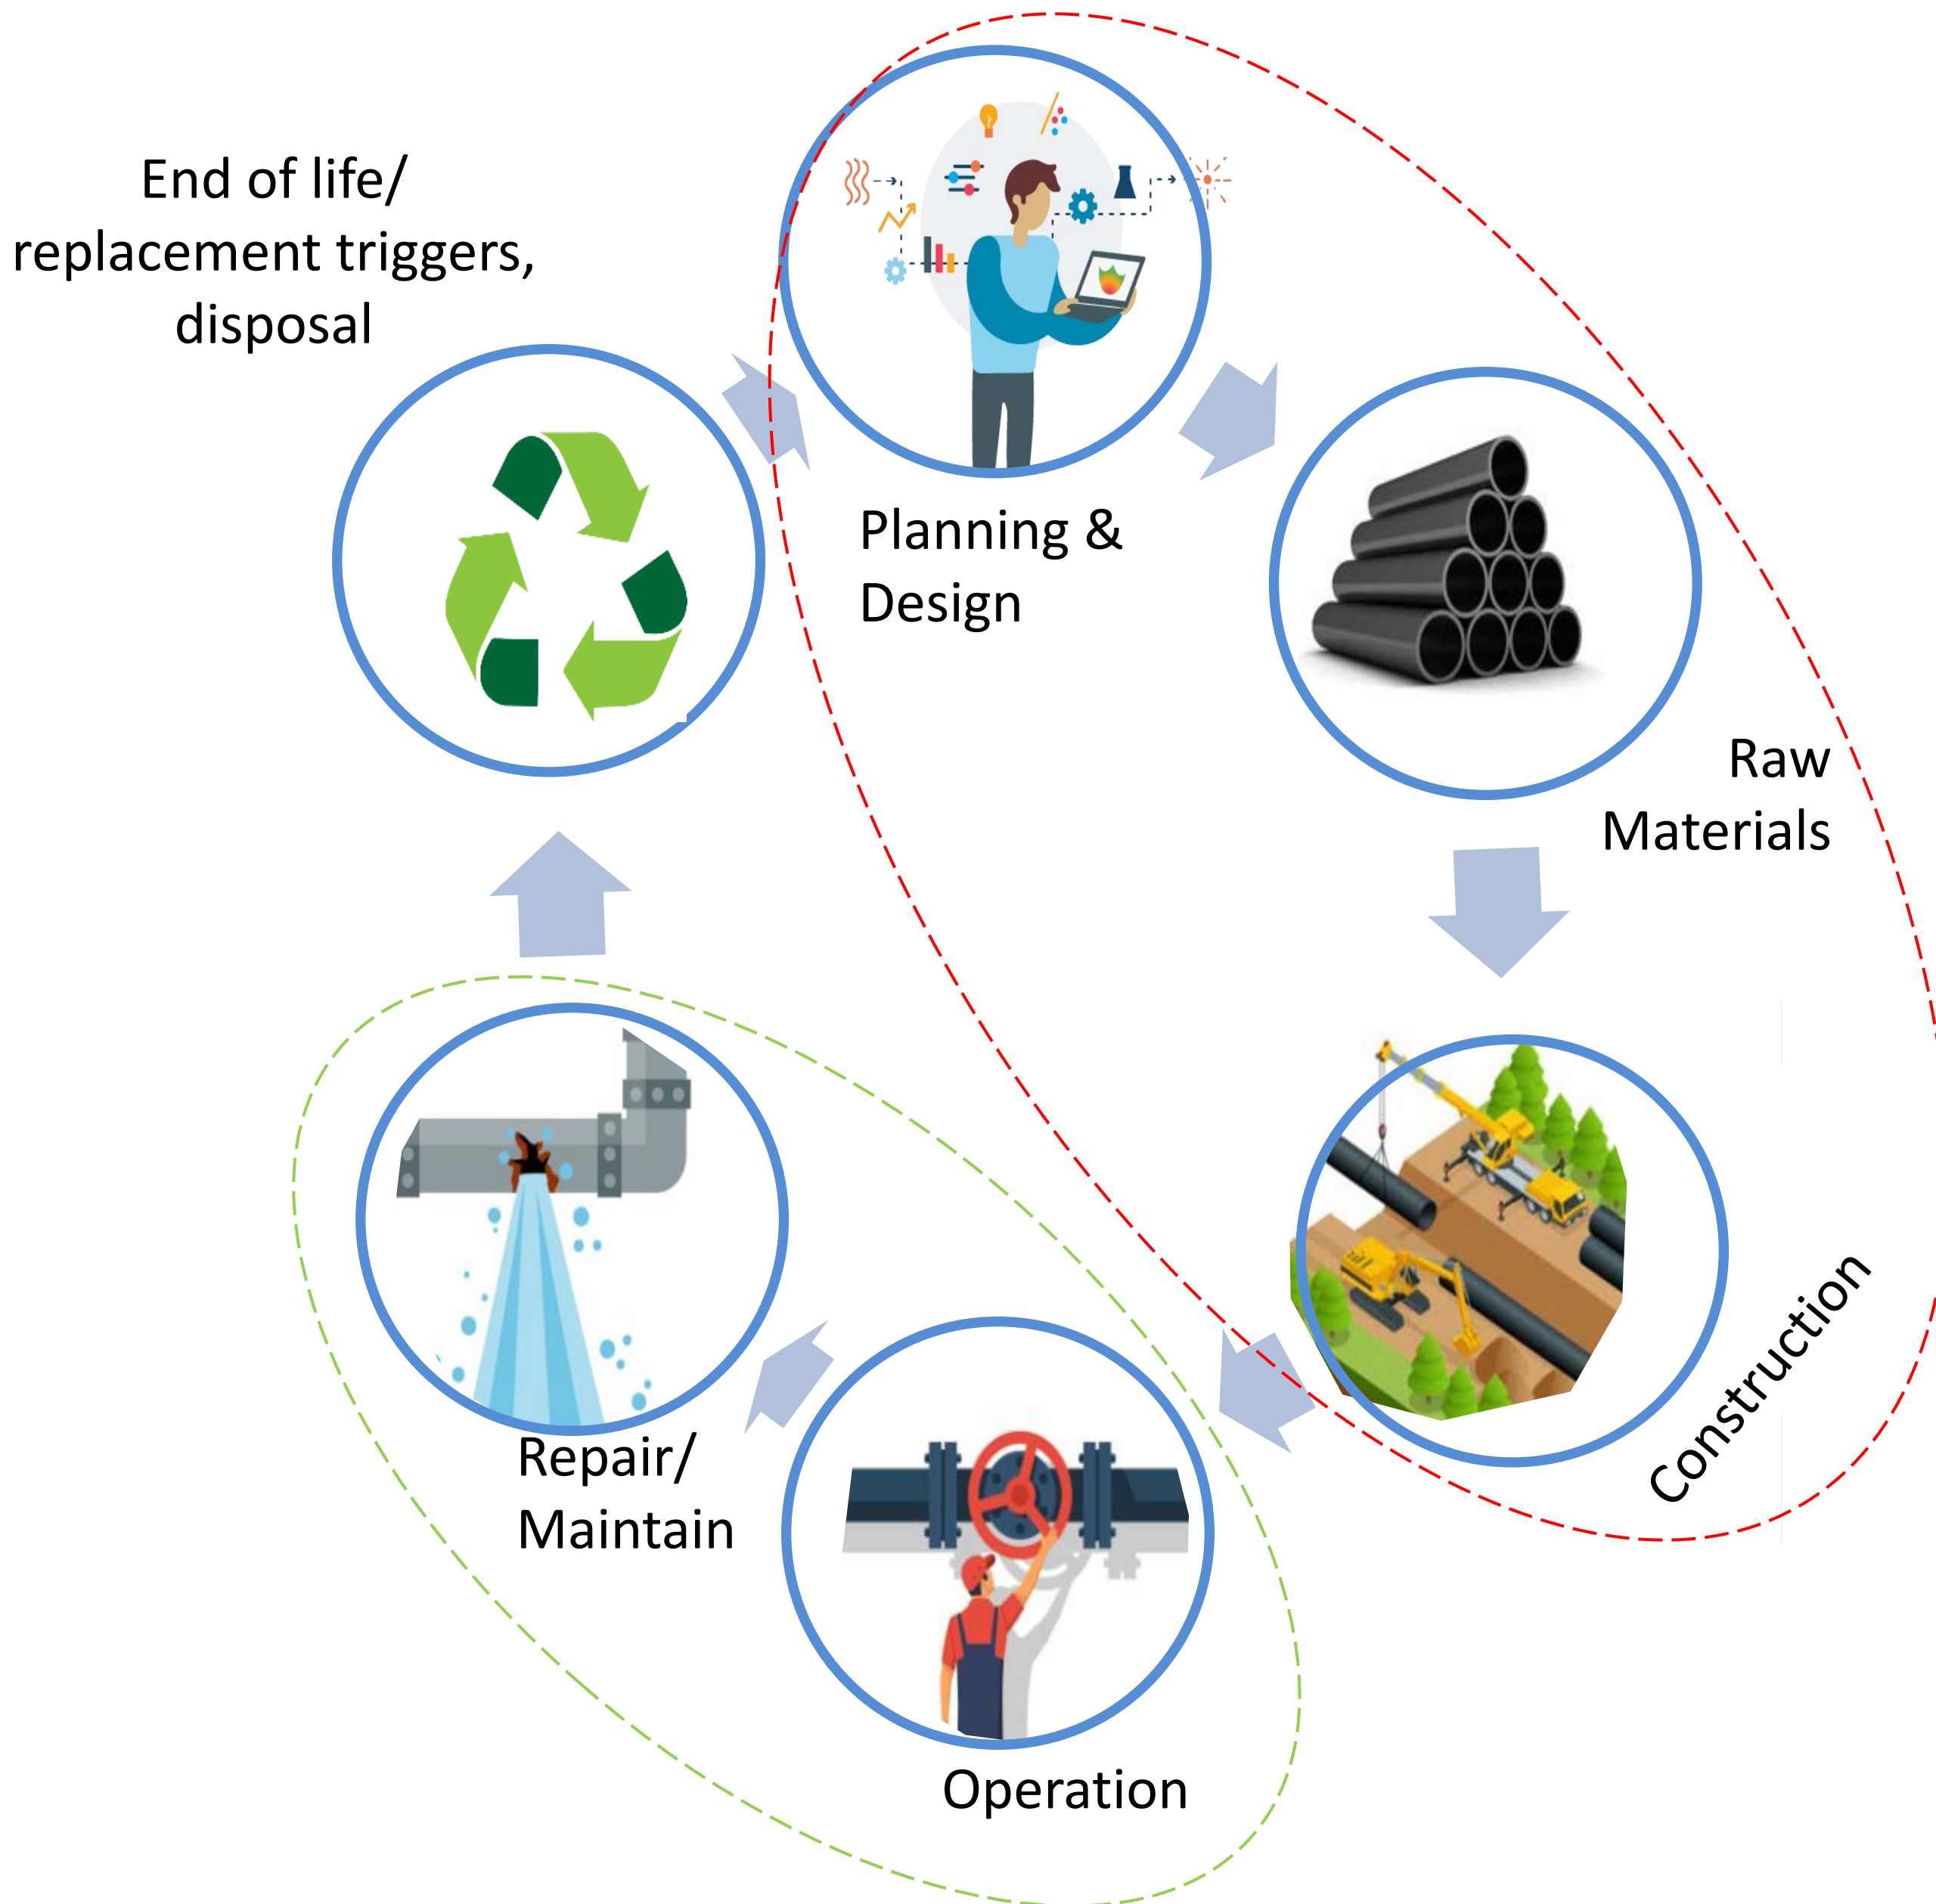 End of life/
replacement triggers,
disposal
Planning &
Design
Raw
Materials
Construction
Repair/
Maintain
Operation